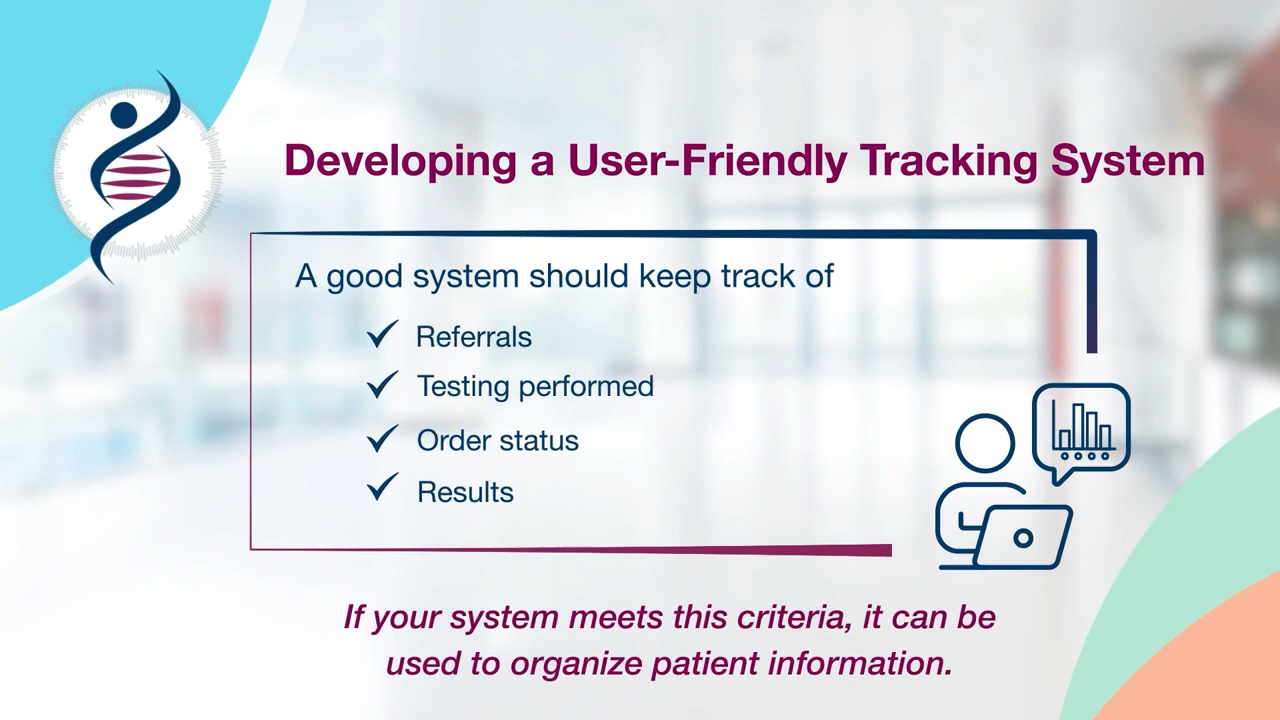 Developing a User-Friendly Tracking System
A good system should keep track of
Referrals
Testing performed
Order status
Results
If your system meets this criteria, it can be
used to organize patient information.